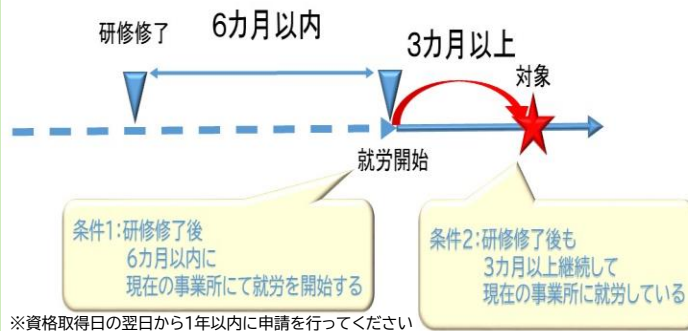 研修修了
6カ月以内
3カ月以上
対象
就労開始
条件1:研修修了後
6カ月以内に
現在の事業所にて就労を開始する
条件2:研修修了後も
3カ月以上継続して
現在の事業所に就労している
※資格取得日の翌日から1年以内に申請を行ってください